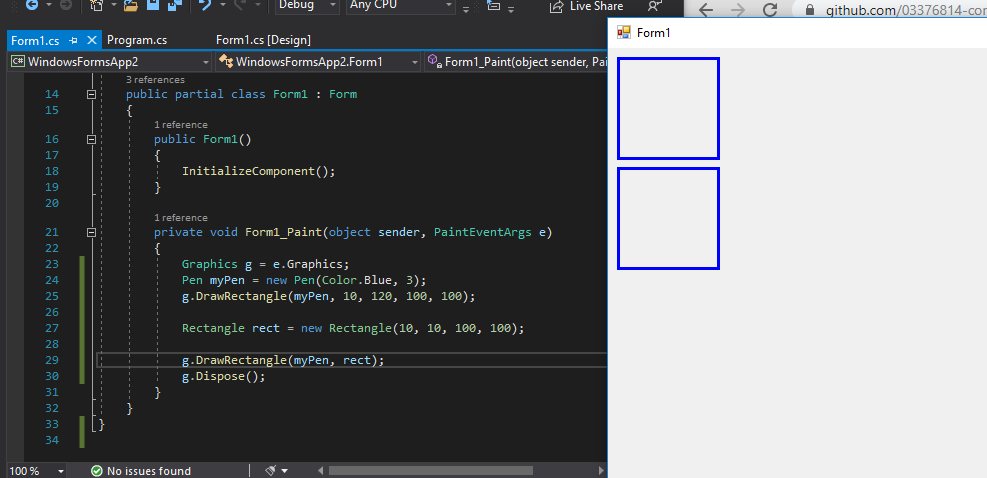 Debug
Any CPU
Live Share
github.com/03376814-cor
Form1.cs
Program.cs
Form1.cs [Design]
Form1
C# WindowsFormsApp2
WindowsFormsApp2.Form1
Form1_Paint(object sender, Pai
3 references
14 public partial class Form1 : Form
15 {
1 reference
16 public Form1()
17 {
18 InitializeComponent();
19 }
20
1 reference
21 private void Form1_Paint(object sender, PaintEventArgs e)
22 {
23 Graphics g = e.Graphics;
24 Pen myPen = new Pen(Color.Blue, 3);
25 g.DrawRectangle(myPen, 10, 120, 100, 100);
26
27 Rectangle rect = new Rectangle(10, 10, 100, 100);
28
29 g.DrawRectangle(myPen, rect);
30 g.Dispose();
31 }
32 }
33 }
34
100 %
No issues found